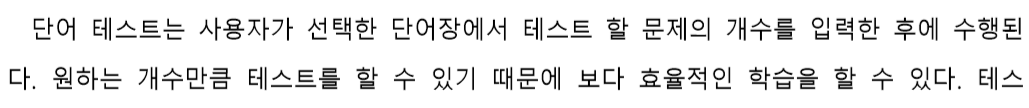 단어 테스트는 사용자가 선택한 단어장에서 테스트 할 문제의 개수를 입력한 후에 수행된
다. 원하는 개수만큼 테스트를 할 수 있기 때문에 보다 효율적인 학습을 할 수 있다. 테스